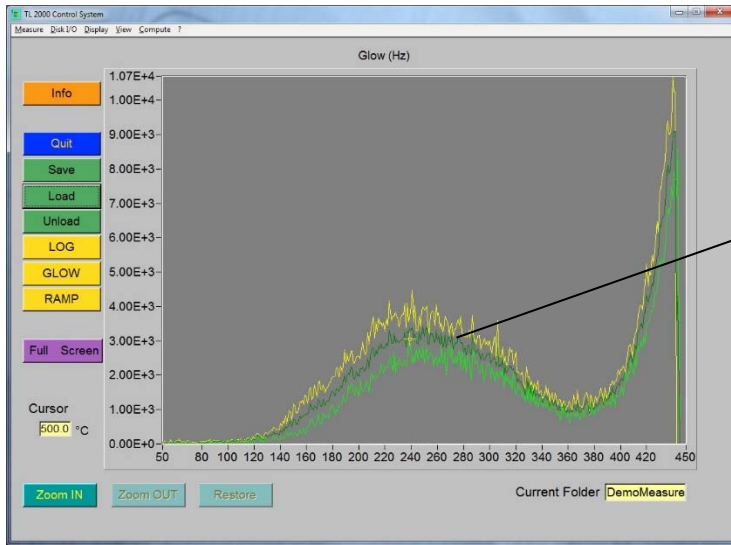 TL 2000 Control System
Measure Disk I/O Display View Compute ?
Glow (Hz)
Info
Quit
Save
Load
Unload
LOG
GLOW
RAMP
Full Screen
Cursor
500.0 °C
1.07E+4
1.00E+4
9.00E+3
8.00E+3
7.00E+3
6.00E+3
5.00E+3
4.00E+3
3.00E+3
2.00E+3
1.00E+3
0.00E+0
50 80 100 120 140 160 180 200 220 240 260 280 300 320 340 360 380 400 420 450
Zoom IN Zoom OUT Restore Current Folder DemoMeasure